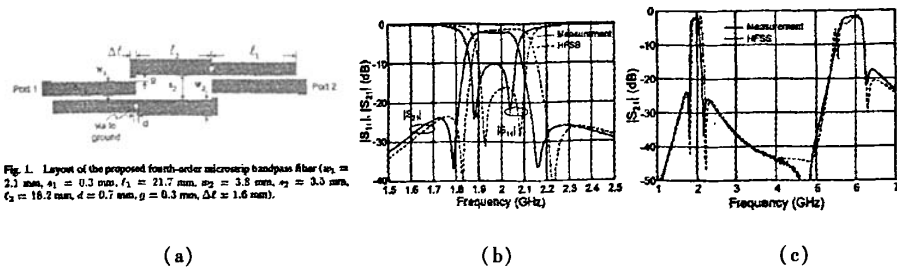 Δℓ ℓ₂ ℓ₁
w₁ g
s₂ w₂
Port 1 Port 2
via to
ground
d
Fig. 1. Layout of the proposed fourth-order microstrip bandpass filter (w₁ =
2.1 mm, s₁ = 0.3 mm, ℓ₁ = 21.7 mm, w₂ = 3.8 mm, s₂ = 3.5 mm,
ℓ₂ = 16.2 mm, d = 0.7 mm, g = 0.3 mm, Δℓ = 1.6 mm).
(a)
|S₁₁|, |S₂₁| (dB)
0
-10
-20
-30
-40
Measurement
HFSS
|S₂₁|
|S₁₁|
1.5 1.6 1.7 1.8 1.9 2 2.1 2.2 2.3 2.4 2.5
Frequency (GHz)
(b)
|S₂₁| (dB)
0
-10
-20
-30
-40
-50
Measurement
HFSS
1 2 3 4 5 6 7
Frequency (GHz)
(c)